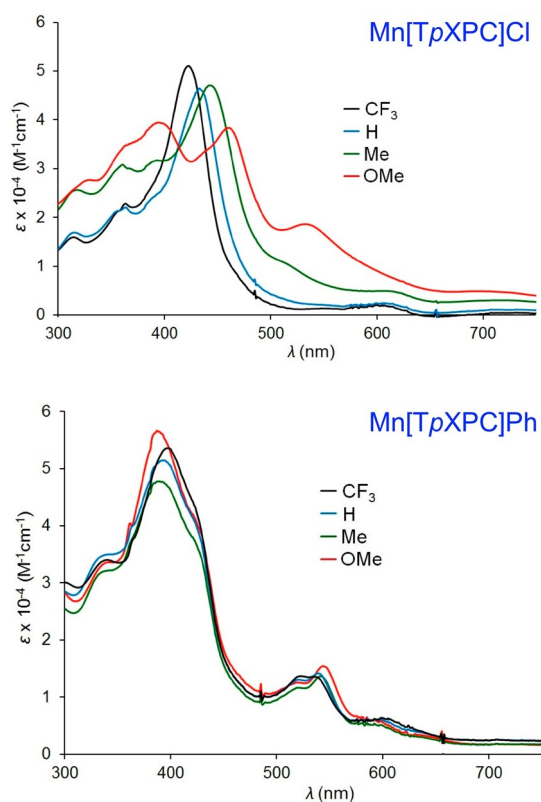 Mn[TpXPC]Cl
6
5
4
3
2
1
0
ε x 10⁻⁴ (M⁻¹cm⁻¹)
CF₃
H
Me
OMe
300 400 500 600 700
λ (nm)
Mn[TpXPC]Ph
6
5
4
3
2
1
0
ε x 10⁻⁴ (M⁻¹cm⁻¹)
CF₃
H
Me
OMe
300 400 500 600 700
λ (nm)